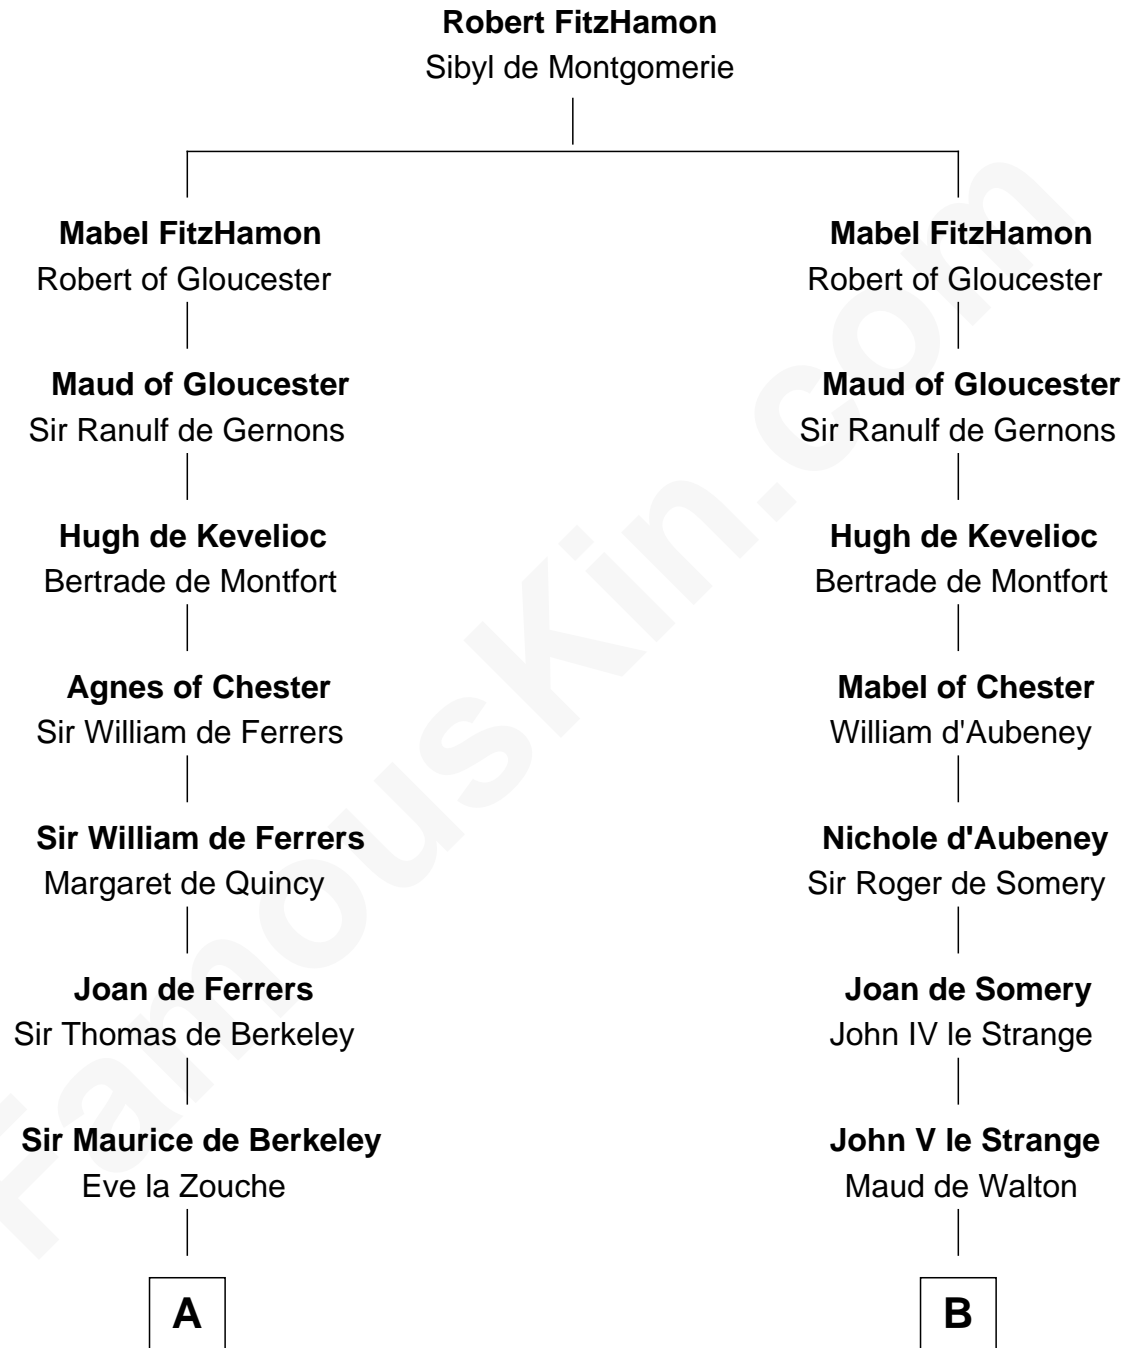 Robert FitzHamon
Sibyl de Montgomerie
Mabel FitzHamon
Robert of Gloucester
Maud of Gloucester
Sir Ranulf de Gernons
Hugh de Kevelioc
Bertrade de Montfort
Agnes of Chester
Sir William de Ferrers
Sir William de Ferrers
Margaret de Quincy
Joan de Ferrers
Sir Thomas de Berkeley
Sir Maurice de Berkeley
Eve la Zouche
A
Mabel FitzHamon
Robert of Gloucester
Maud of Gloucester
Sir Ranulf de Gernons
Hugh de Kevelioc
Bertrade de Montfort
Mabel of Chester
William d'Aubeney
Nichole d'Aubeney
Sir Roger de Somery
Joan de Somery
John IV le Strange
John V le Strange
Maud de Walton
B
FamousKin.com